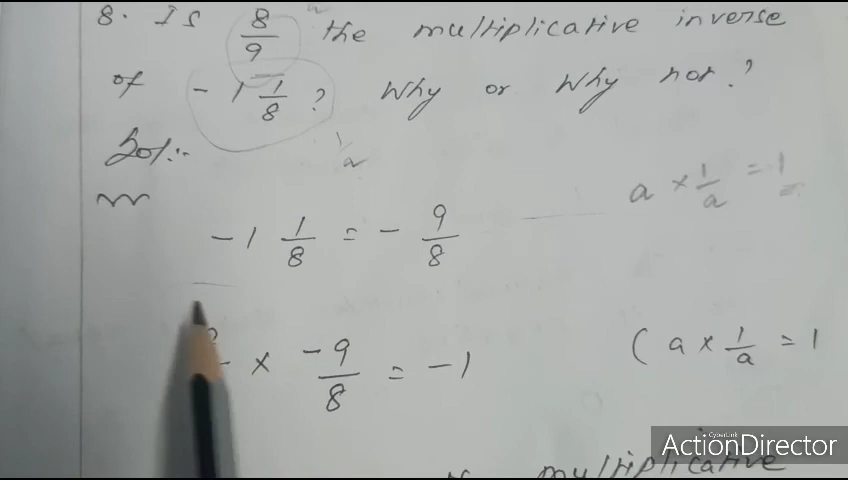 8. Is 8/9 the multiplicative inverse
of - 1 1/8 ? Why or Why not.?
Sol:-
a
a × 1/a = 1
- 1 1/8 = - 9/8
× -9/8 = -1 ( a × 1/a = 1
multiplicative
CyberLink
ActionDirector